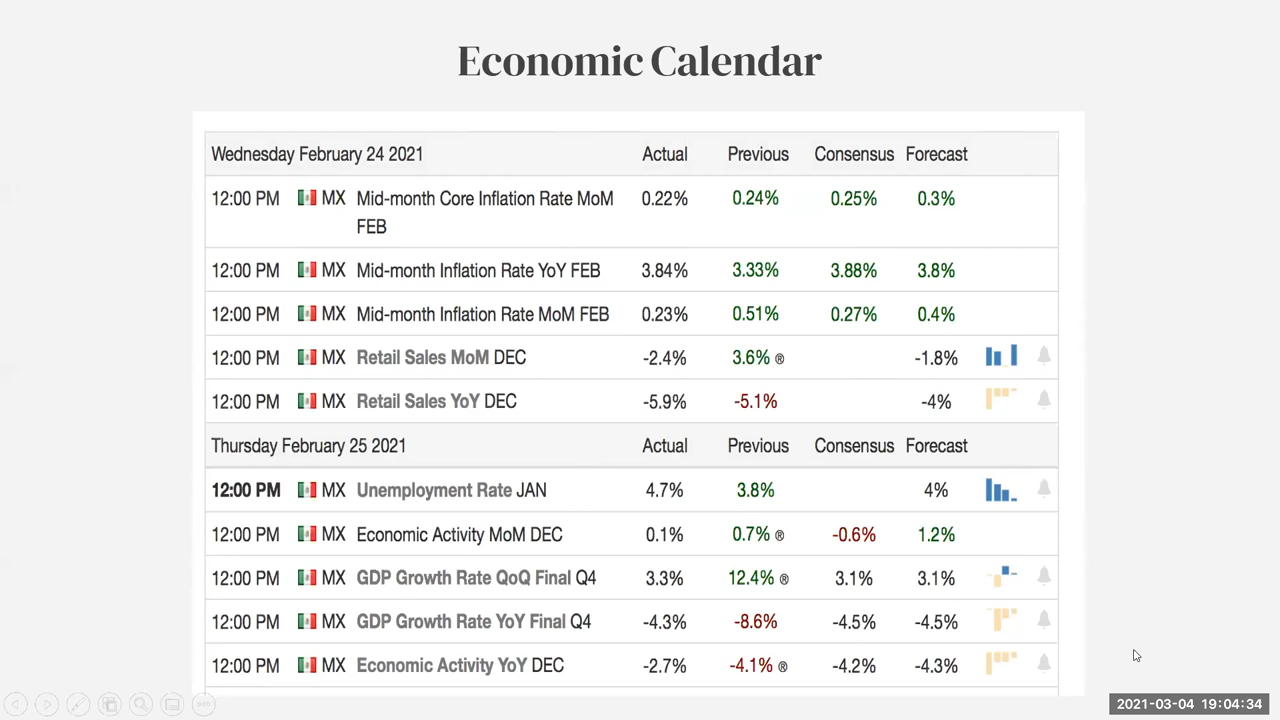 Economic Calendar
Wednesday February 24 2021 Actual Previous Consensus Forecast
12:00 PM MX Mid-month Core Inflation Rate MoM 0.22% 0.24% 0.25% 0.3%
FEB
12:00 PM MX Mid-month Inflation Rate YoY FEB 3.84% 3.33% 3.88% 3.8%
12:00 PM MX Mid-month Inflation Rate MoM FEB 0.23% 0.51% 0.27% 0.4%
12:00 PM MX Retail Sales MoM DEC -2.4% 3.6% ® -1.8%
12:00 PM MX Retail Sales YoY DEC -5.9% -5.1% -4%
Thursday February 25 2021 Actual Previous Consensus Forecast
12:00 PM MX Unemployment Rate JAN 4.7% 3.8% 4%
12:00 PM MX Economic Activity MoM DEC 0.1% 0.7% ® -0.6% 1.2%
12:00 PM MX GDP Growth Rate QoQ Final Q4 3.3% 12.4% ® 3.1% 3.1%
12:00 PM MX GDP Growth Rate YoY Final Q4 -4.3% -8.6% -4.5% -4.5%
12:00 PM MX Economic Activity YoY DEC -2.7% -4.1% ® -4.2% -4.3%
2021-03-04 19:04:34